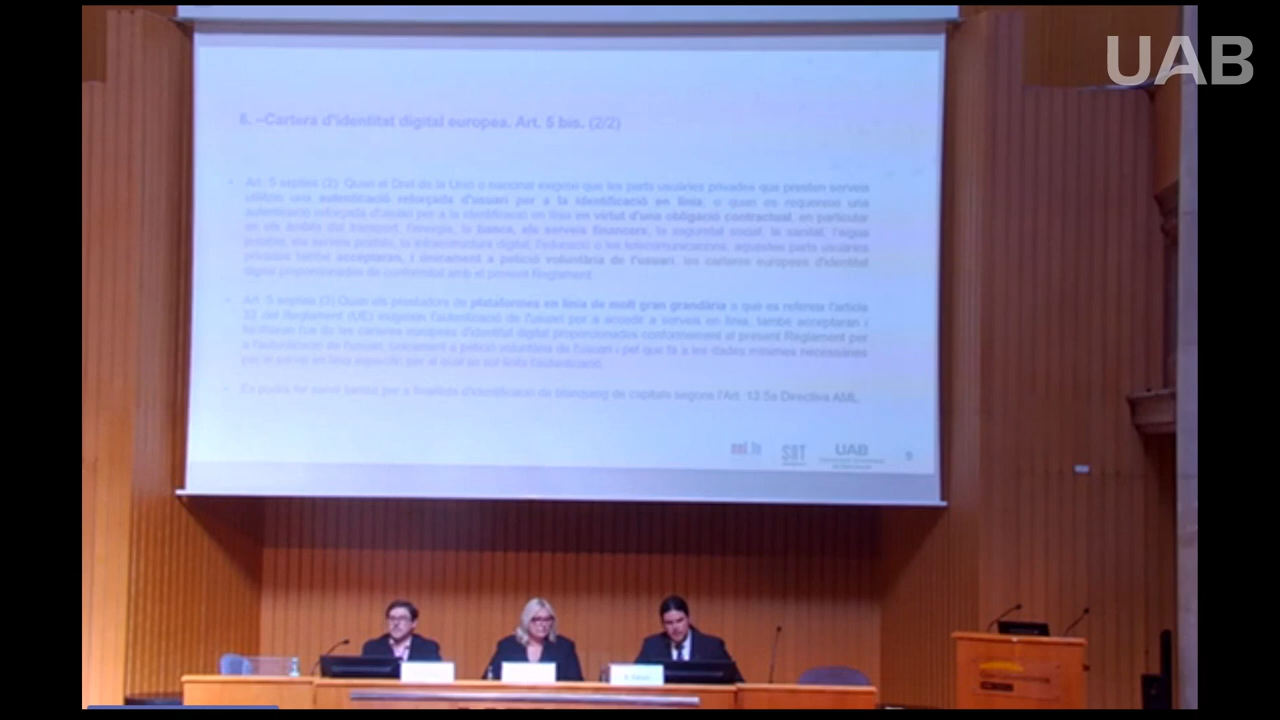 UAB
6. –Cartera d'identitat digital europea. Art. 5 bis. (2/2)
Art. 5 septies (2): Quan el Dret de la Unió o nacional exigeixi que les parts usuàries privades que presten serveis
utilitzin una autenticació reforçada d'usuari per a la identificació en línia, o quan es requereixi una
autenticació reforçada d'usuari per a la identificació en línia en virtut d'una obligació contractual, en particular
en els àmbits del transport, l'energia, la banca, els serveis financers, la seguretat social, la sanitat, l'aigua
potable, els serveis postals, la infraestructura digital, l'educació o les telecomunicacions, aquestes parts usuàries
privades també acceptaran, i únicament a petició voluntària de l'usuari, les carteres europees d'identitat
digital proporcionades de conformitat amb el present Reglament.
Art. 5 septies (3) Quan els prestadors de plataformes en línia de molt gran grandària a que es refereix l'article
33 del Reglament (UE) exigeixin l'autenticació de l'usuari per a accedir a serveis en línia, també acceptaran i
facilitaran l'ús de les carteres europees d'identitat digital proporcionades conformement al present Reglament per
a l'autenticació de l'usuari, únicament a petició voluntària de l'usuari i pel que fa a les dades mínimes necessàries
per al servei en línia específic per al qual es sol·licita l'autenticació.
Es podrà fer servir també per a finalitats d'identificació de blanqueig de capitals segons l'Art. 13 5a Directiva AML.
UAB
9